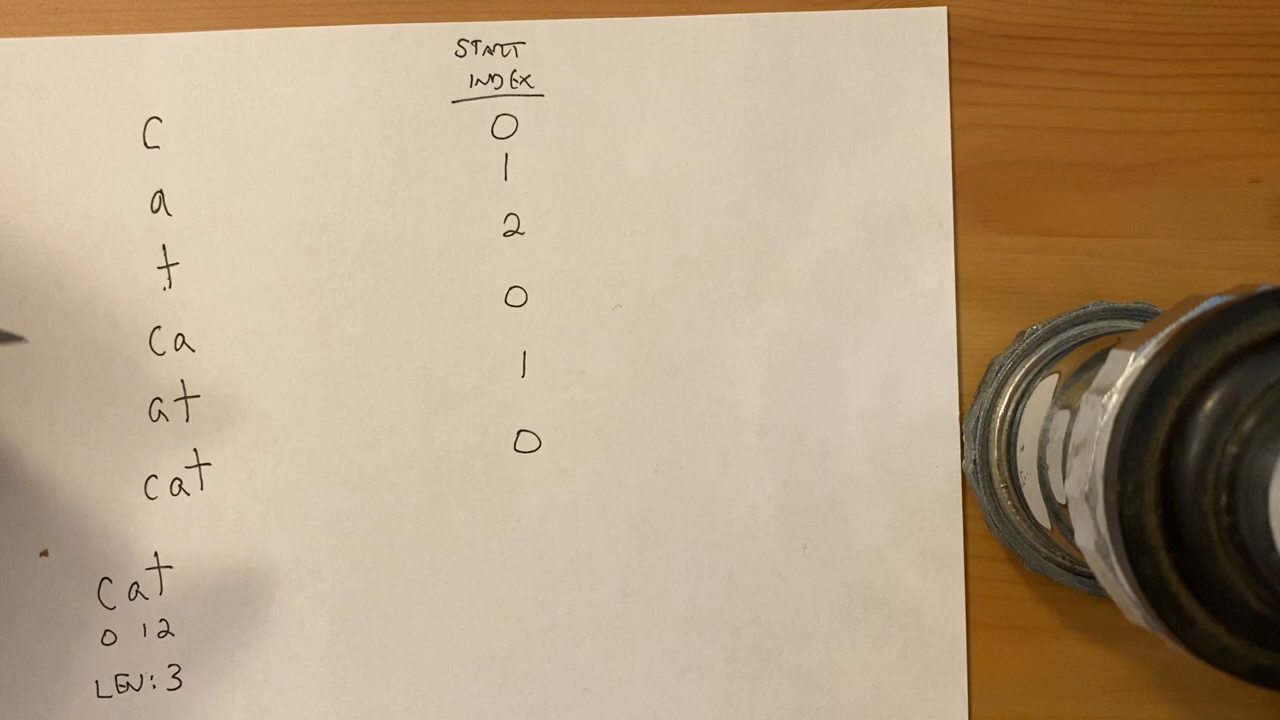 START
INDEX
c 0
a 1
t 2
ca 0
at 1
cat 0
cat
0 1 2
LEN: 3